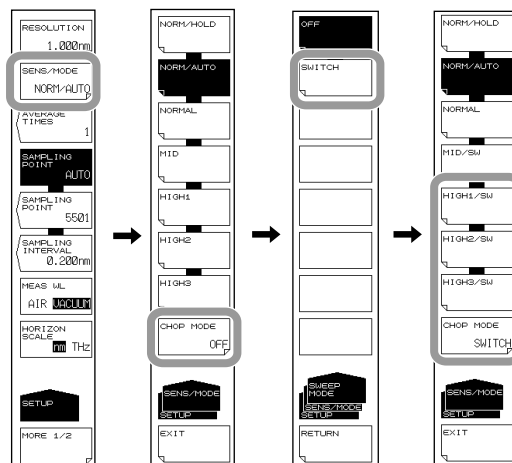 RESOLUTION
1.000nm
SENS/MODE
NORM/AUTO
AVERAGE
TIMES
1
SAMPLING
POINT
AUTO
SAMPLING
POINT
5501
SAMPLING
INTERVAL
0.200nm
MEAS WL
AIR VACUUM
HORIZON
SCALE
nm THz
SETUP
MORE 1/2
NORM/HOLD
NORM/AUTO
NORMAL
MID
HIGH1
HIGH2
HIGH3
CHOP MODE
OFF
SENS/MODE
SETUP
EXIT
OFF
SWITCH
SWEEP
MODE
SENS/MODE
SETUP
RETURN
NORM/HOLD
NORM/AUTO
NORMAL
MID/SW
HIGH1/SW
HIGH2/SW
HIGH3/SW
CHOP MODE
SWITCH
SENS/MODE
SETUP
EXIT